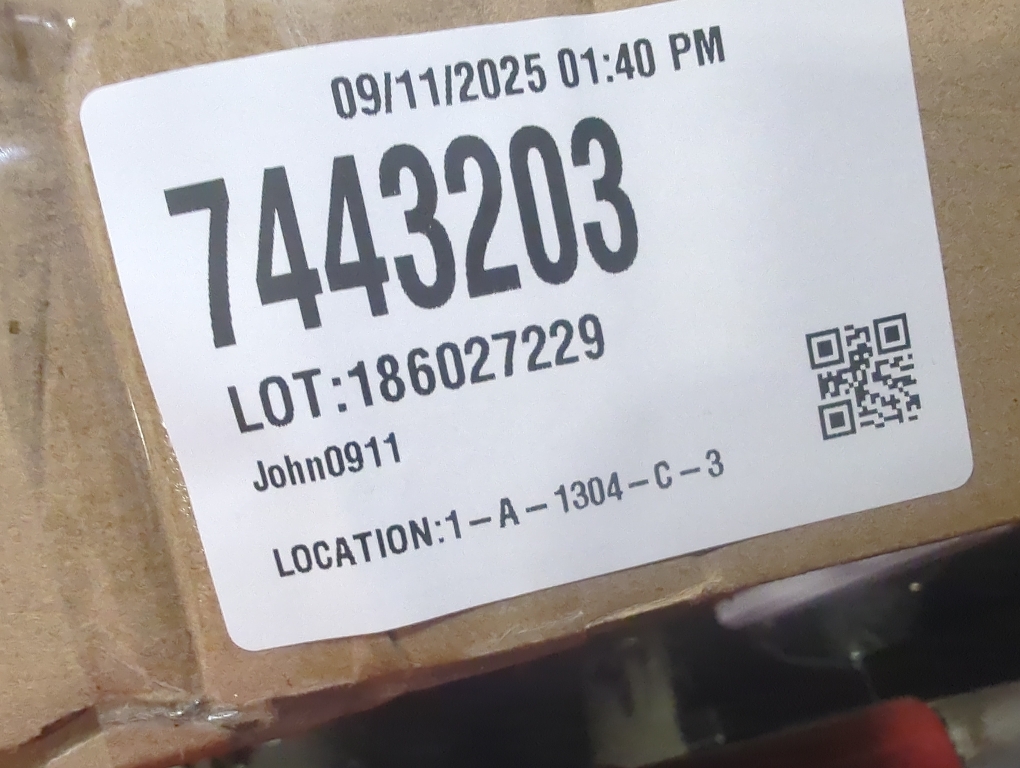 09/11/2025 01:40 PM
7443203
LOT:186027229
John0911
LOCATION:1-A-1304-C-3